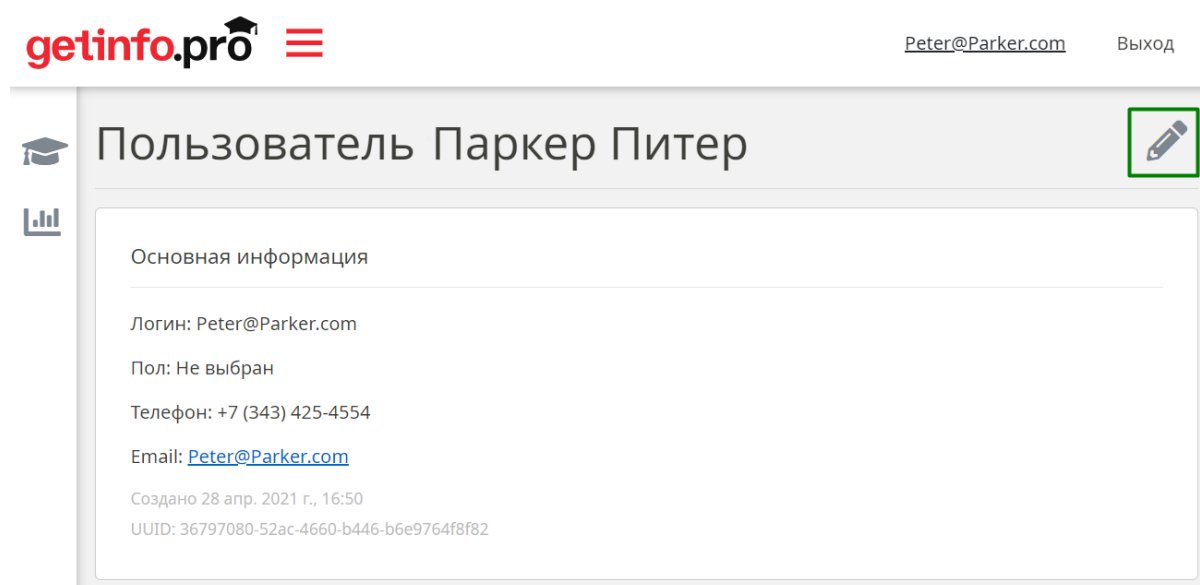 getinfo.pro
Peter@Parker.com
Выход
Пользователь Паркер Питер
Основная информация
Логин: Peter@Parker.com
Пол: Не выбран
Телефон: +7 (343) 425-4554
Email: Peter@Parker.com
Создано 28 апр. 2021 г., 16:50
UUID: 36797080-52ac-4660-b446-b6e9764f8f82